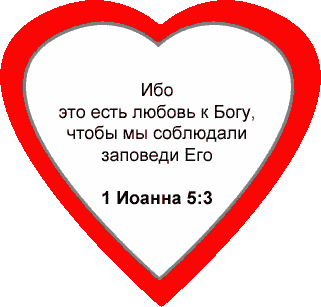 Ибо
это есть любовь к Богу,
чтобы мы соблюдали
заповеди Его
1 Иоанна 5:3